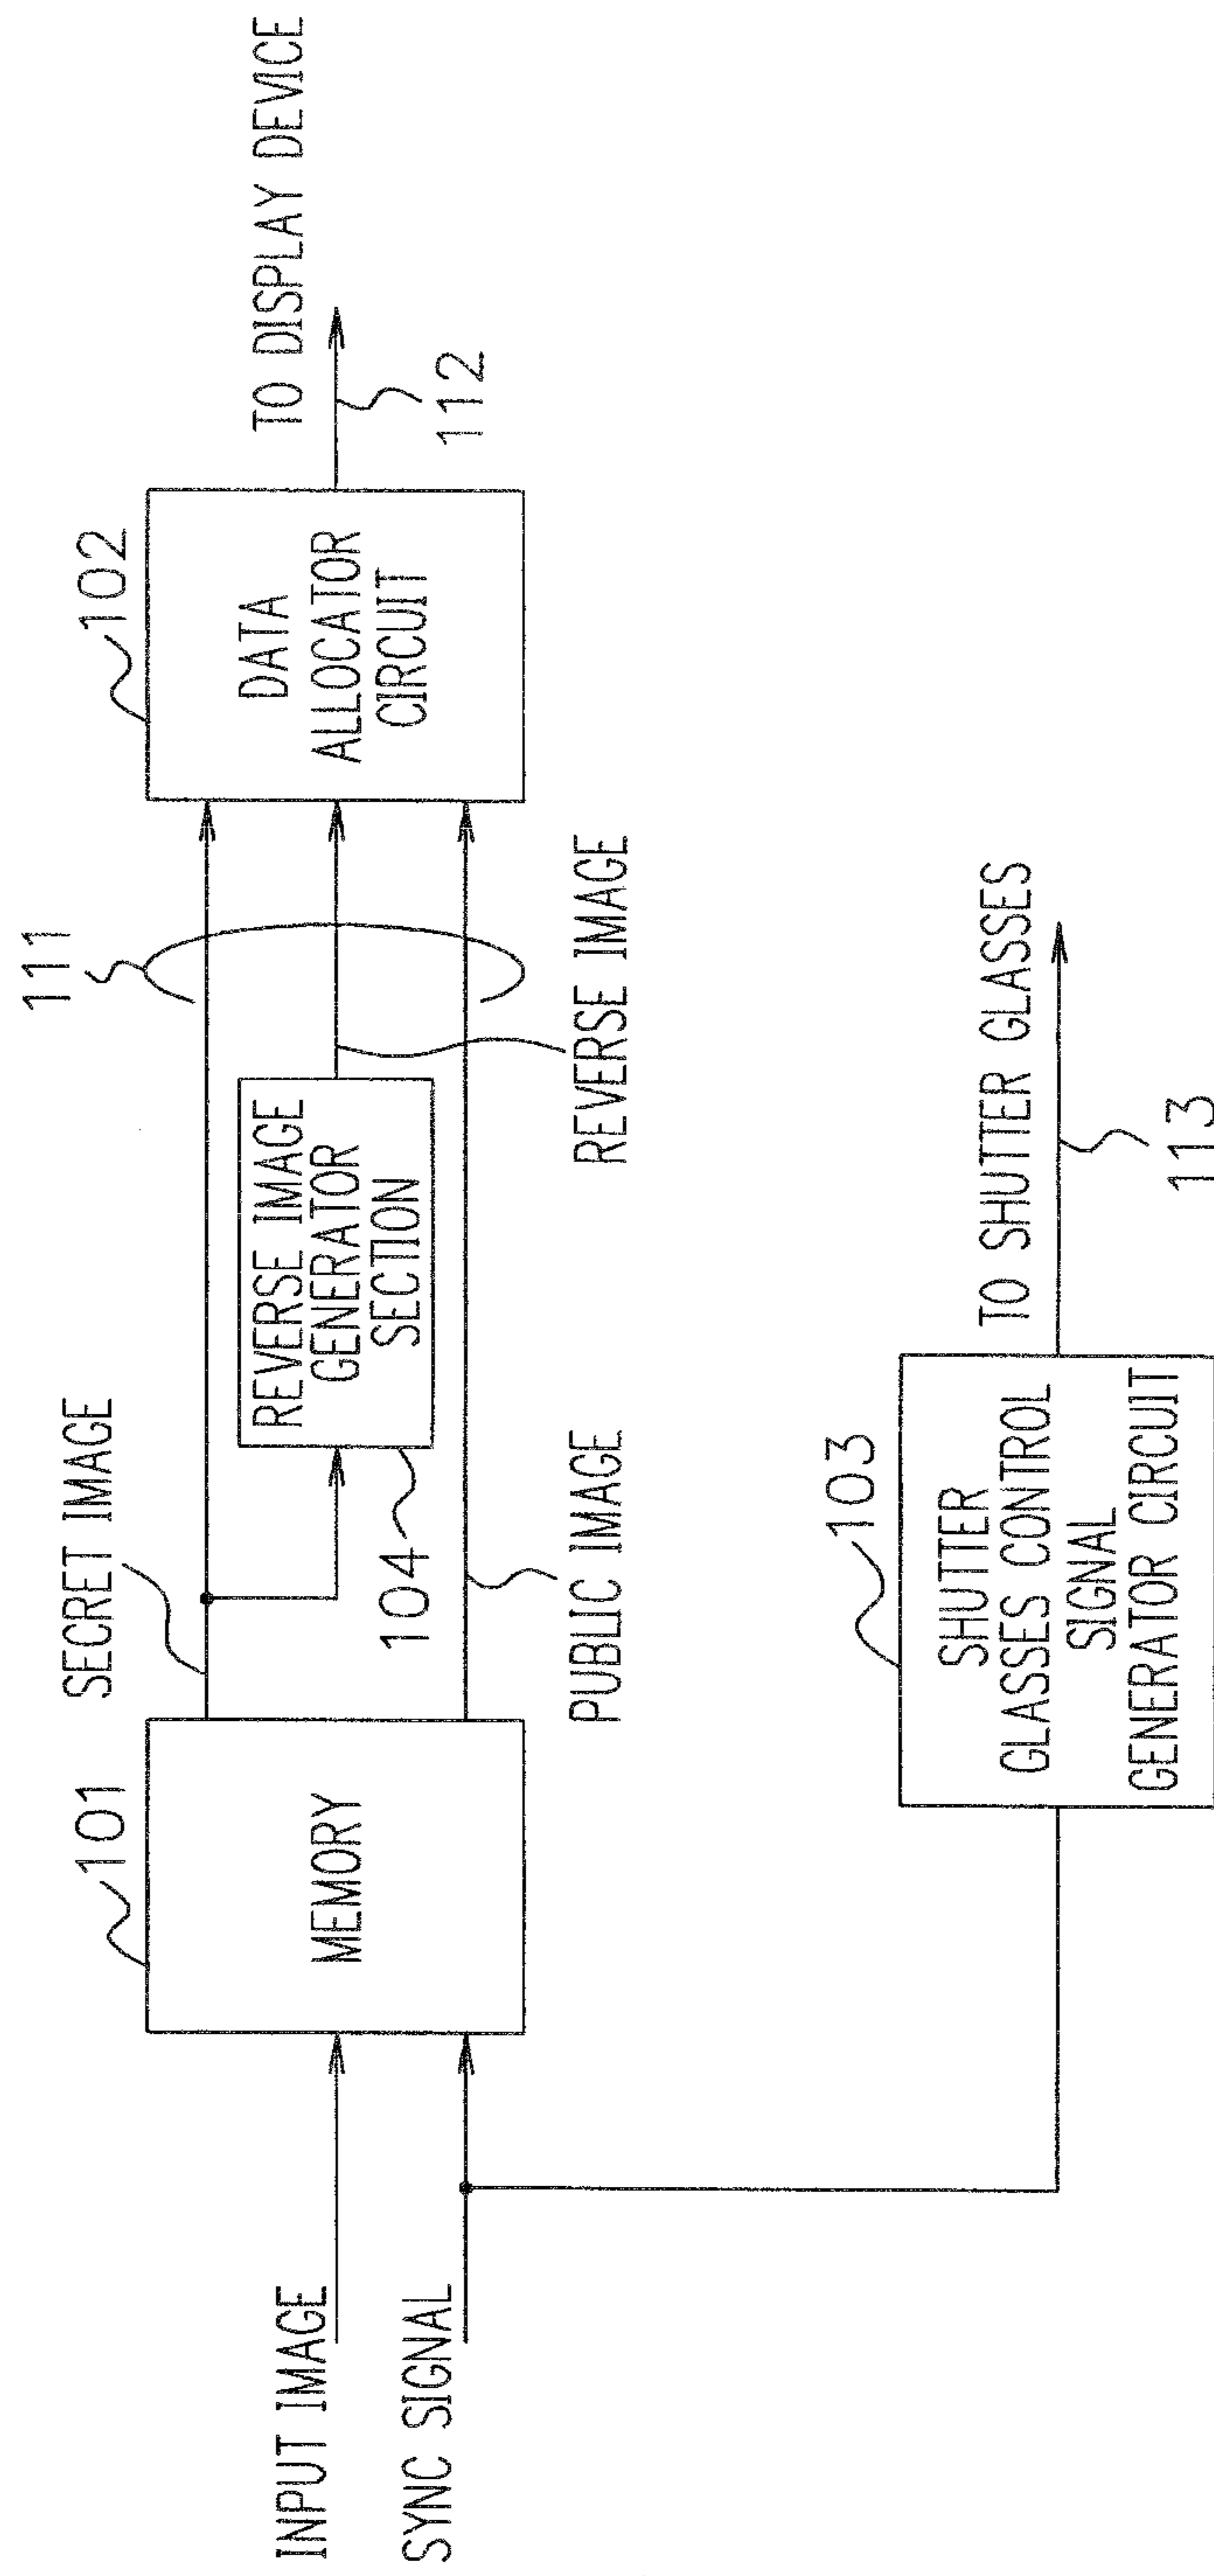 INPUT IMAGE
SYNC SIGNAL
101
MEMORY
SECRET IMAGE
PUBLIC IMAGE
104
REVERSE IMAGE
GENERATOR
SECTION
111
REVERSE IMAGE
102
DATA
ALLOCATOR
CIRCUIT
TO DISPLAY DEVICE
112
103
SHUTTER
GLASSES CONTROL
SIGNAL
GENERATOR CIRCUIT
TO SHUTTER GLASSES
113